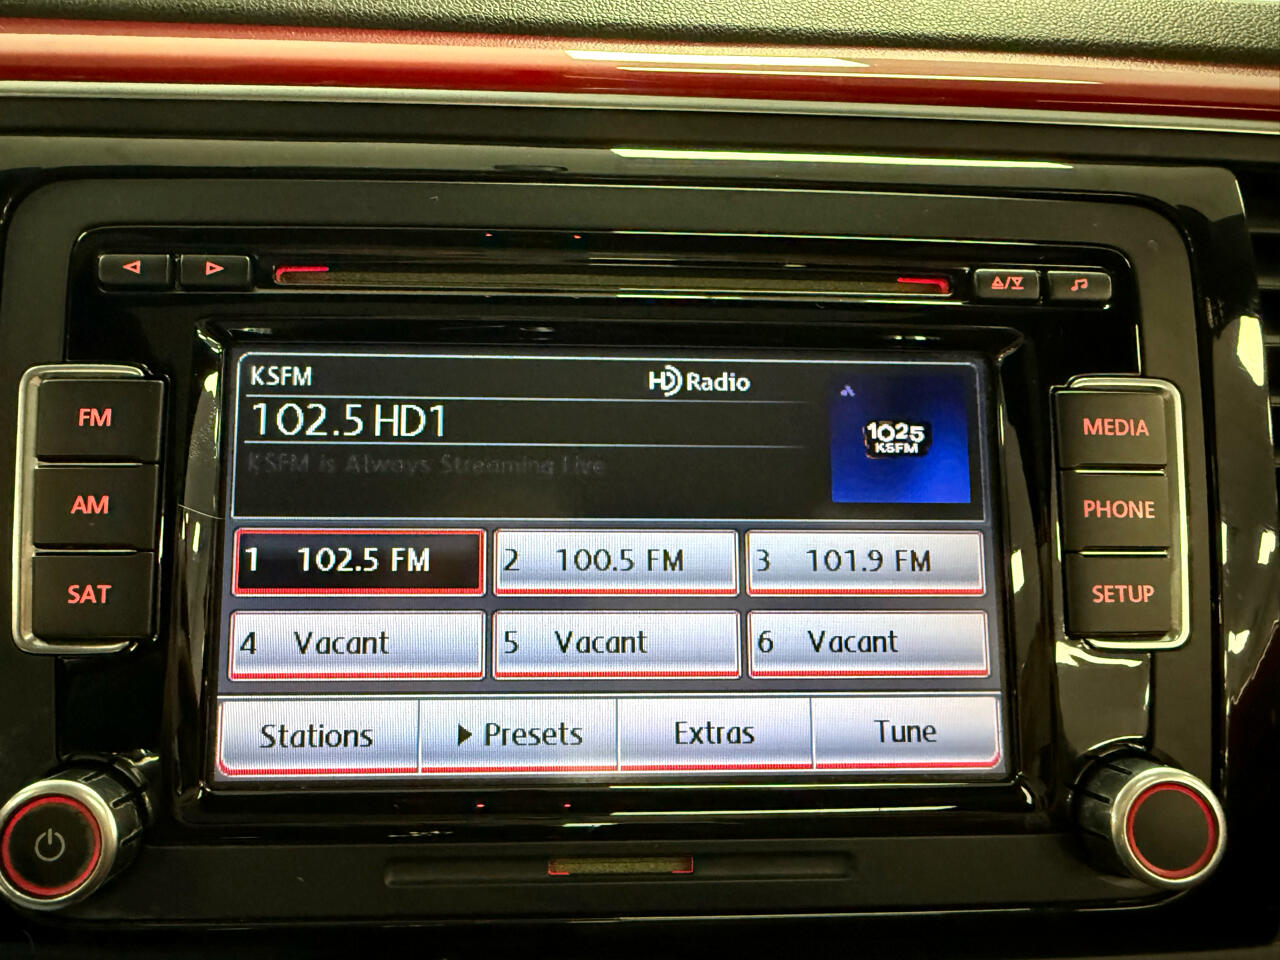 KSFM
HD Radio
102.5 HD1
KSFM is Always Streaming Live
1025
KSFM
FM
AM
SAT
MEDIA
PHONE
SETUP
1 102.5 FM
2 100.5 FM
3 101.9 FM
4 Vacant
5 Vacant
6 Vacant
Stations
Presets
Extras
Tune